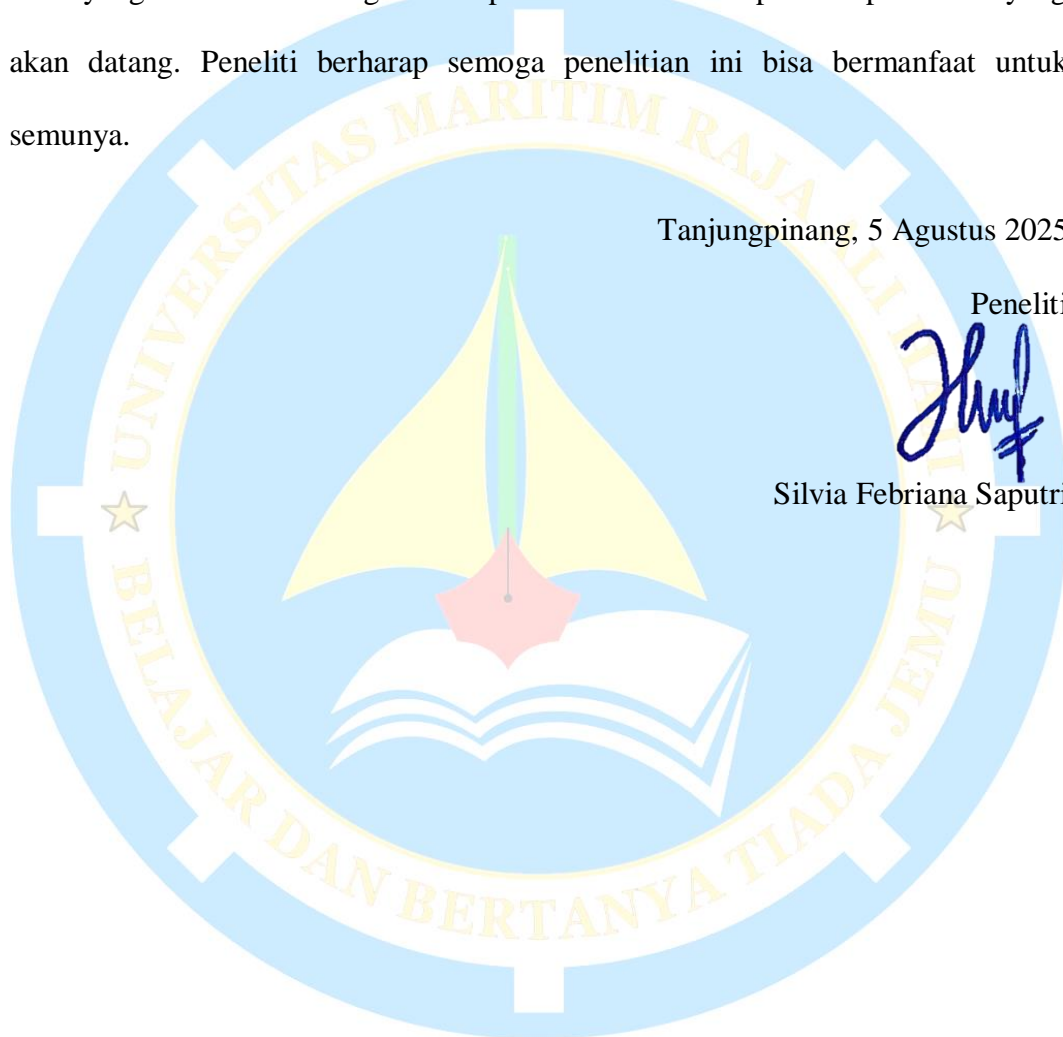 akan datang. Peneliti berharap semoga penelitian ini bisa bermanfaat untuk
semunya.
Tanjungpinang, 5 Agustus 2025
Peneliti
Silvia Febriana Saputri
UNIVERSITAS MARITIM RAJA ALI HAJI
BELAJAR DAN BERTANYA TIADA JEMU